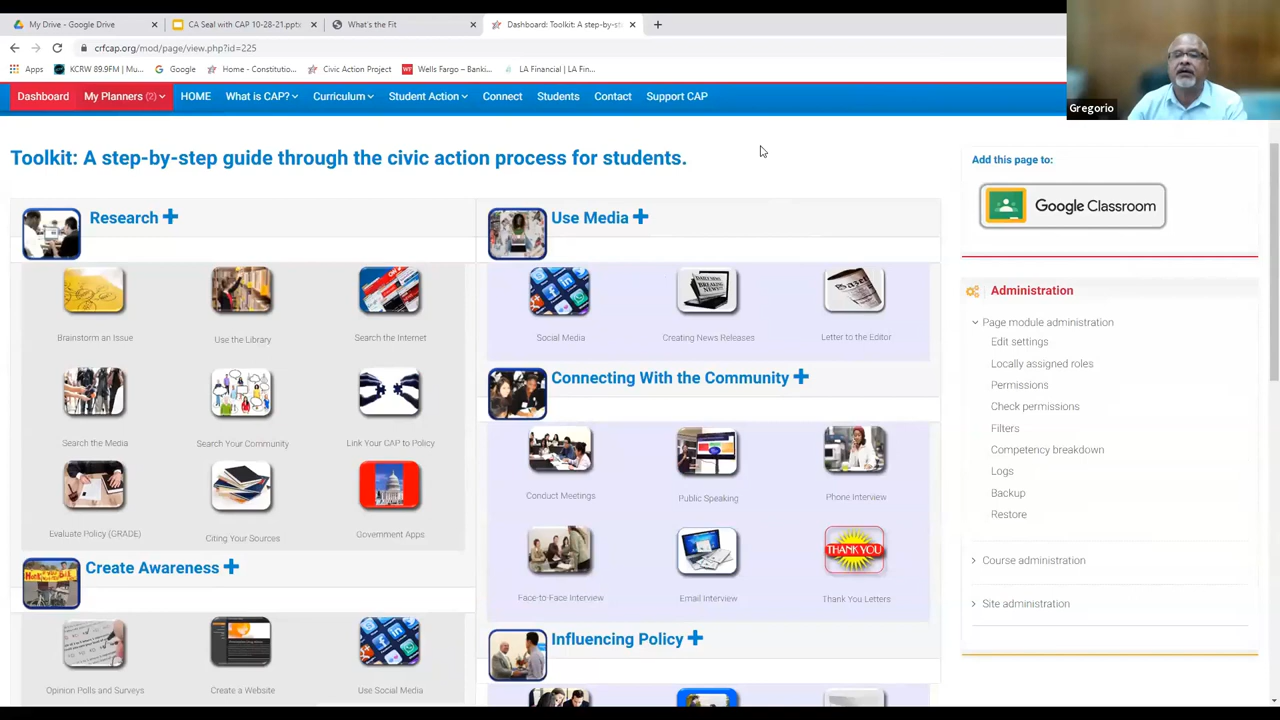 My Drive - Google Drive
CA Seal with CAP 10-28-21.pptx
What's the Fit
Dashboard: Toolkit: A step-by-st
crfcap.org/mod/page/view.php?id=225
Apps
KCRW 89.9FM | Mu...
Google
Home - Constitutio...
Civic Action Project
Wells Fargo – Banki...
LA Financial | LA Fin...
Gregorio
Dashboard
My Planners (2)
HOME
What is CAP?
Curriculum
Student Action
Connect
Students
Contact
Support CAP
Toolkit: A step-by-step guide through the civic action process for students.
Research
Brainstorm an Issue
Use the Library
Search the Internet
Search the Media
Search Your Community
Link Your CAP to Policy
Evaluate Policy (GRADE)
Citing Your Sources
Government Apps
Create Awareness
Opinion Polls and Surveys
Create a Website
Use Social Media
Use Media
DAILY NEWS
BREAKING
NEWS
Social Media
Creating News Releases
Letter to the Editor
Connecting With the Community
Conduct Meetings
Public Speaking
Phone Interview
THANK YOU
Face-to-Face Interview
Email Interview
Thank You Letters
Influencing Policy
Add this page to:
Google Classroom
Administration
Page module administration
Edit settings
Locally assigned roles
Permissions
Check permissions
Filters
Competency breakdown
Logs
Backup
Restore
Course administration
Site administration